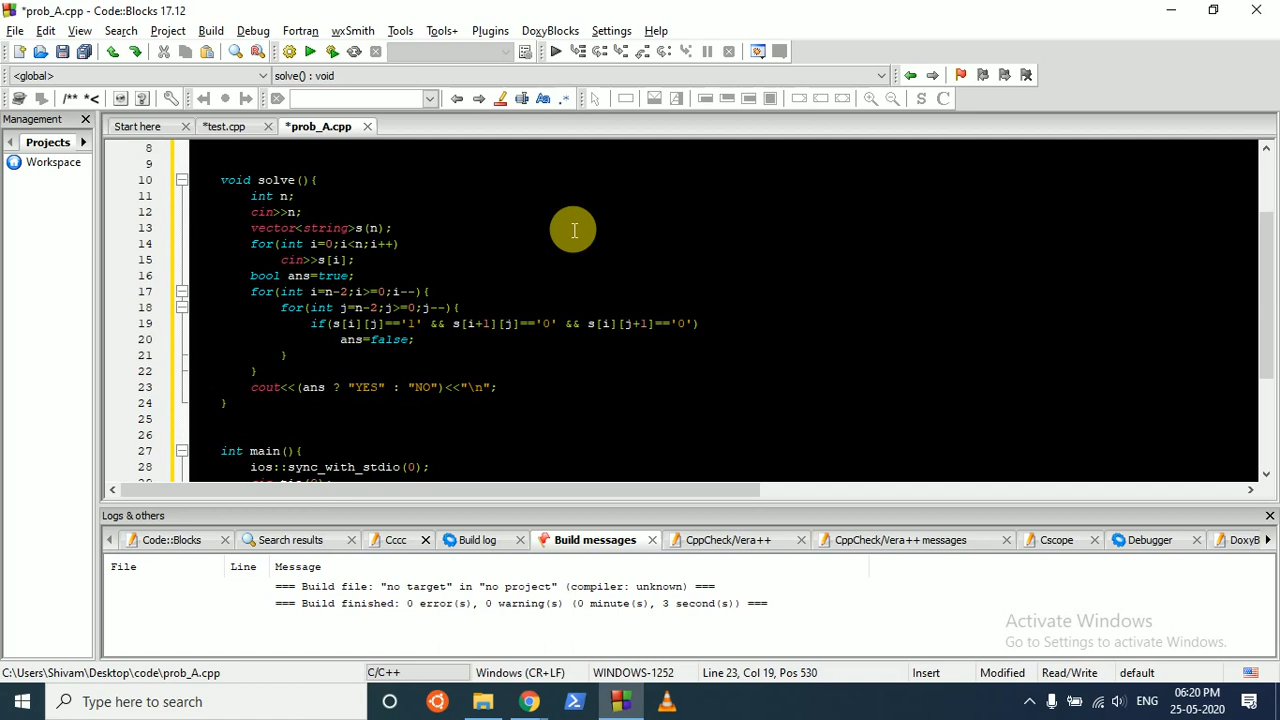 *prob_A.cpp - Code::Blocks 17.12
File Edit View Search Project Build Debug Fortran wxSmith Tools Tools+ Plugins DoxyBlocks Settings Help
<global> solve() : void
/** *< S C
Management Start here *test.cpp *prob_A.cpp
Projects
Workspace
8
9
10 void solve(){
11 int n;
12 cin>>n;
13 vector<string>s(n);
14 for(int i=0;i<n;i++)
15 cin>>s[i];
16 bool ans=true;
17 for(int i=n-2;i>=0;i--){
18 for(int j=n-2;j>=0;j--){
19 if(s[i][j]=='1' && s[i+1][j]=='0' && s[i][j+1]=='0')
20 ans=false;
21 }
22 }
23 cout<<(ans ? "YES" : "NO")<<"\n";
24 }
25
26
27 int main(){
28 ios::sync_with_stdio(0);
Logs & others
Code::Blocks Search results Cccc Build log Build messages CppCheck/Vera++ CppCheck/Vera++ messages Cscope Debugger DoxyB
File Line Message
=== Build file: "no target" in "no project" (compiler: unknown) ===
=== Build finished: 0 error(s), 0 warning(s) (0 minute(s), 3 second(s)) ===
Activate Windows
Go to Settings to activate Windows.
C:\Users\Shivam\Desktop\code\prob_A.cpp C/C++ Windows (CR+LF) WINDOWS-1252 Line 23, Col 19, Pos 530 Insert Modified Read/Write default
Type here to search ENG 06:20 PM
25-05-2020